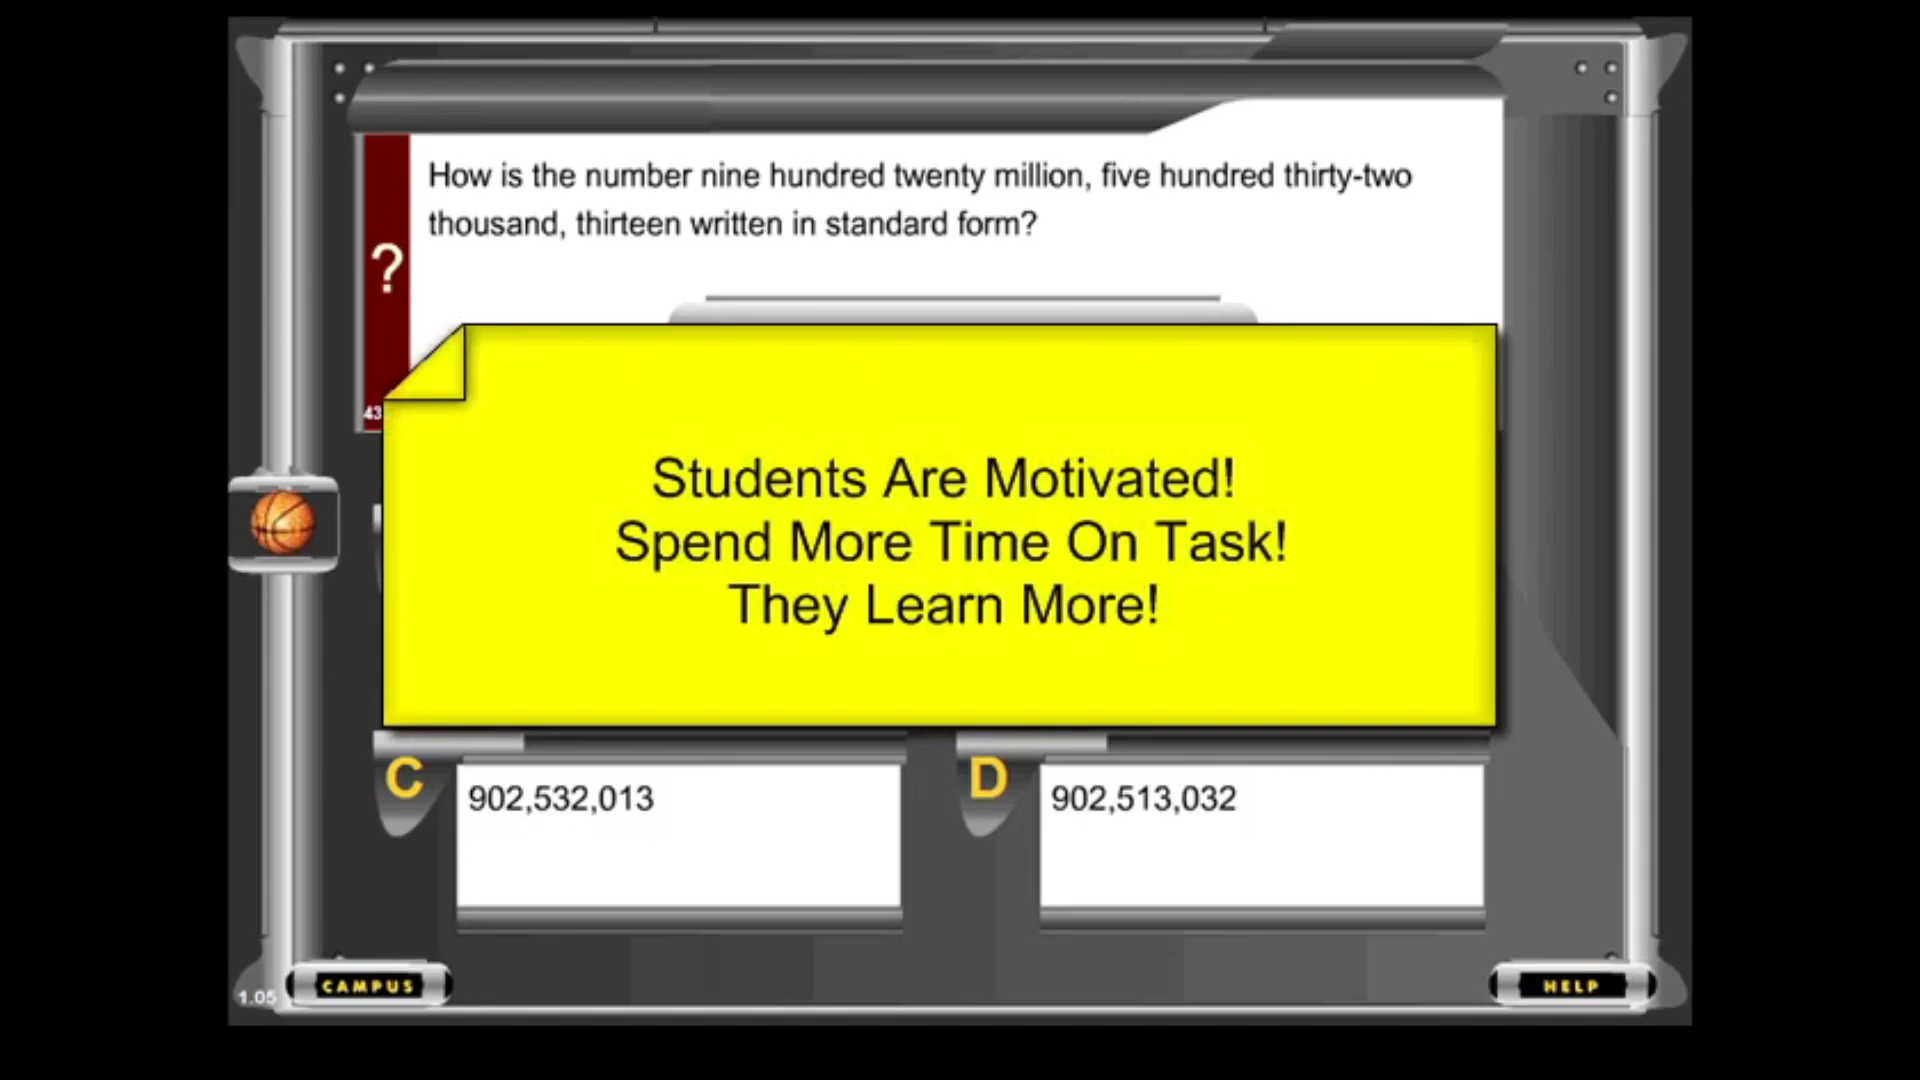 How is the number nine hundred twenty million, five hundred thirty-two
thousand, thirteen written in standard form?
?
43
Students Are Motivated!
Spend More Time On Task!
They Learn More!
C
902,532,013
D
902,513,032
1.05
CAMPUS
HELP